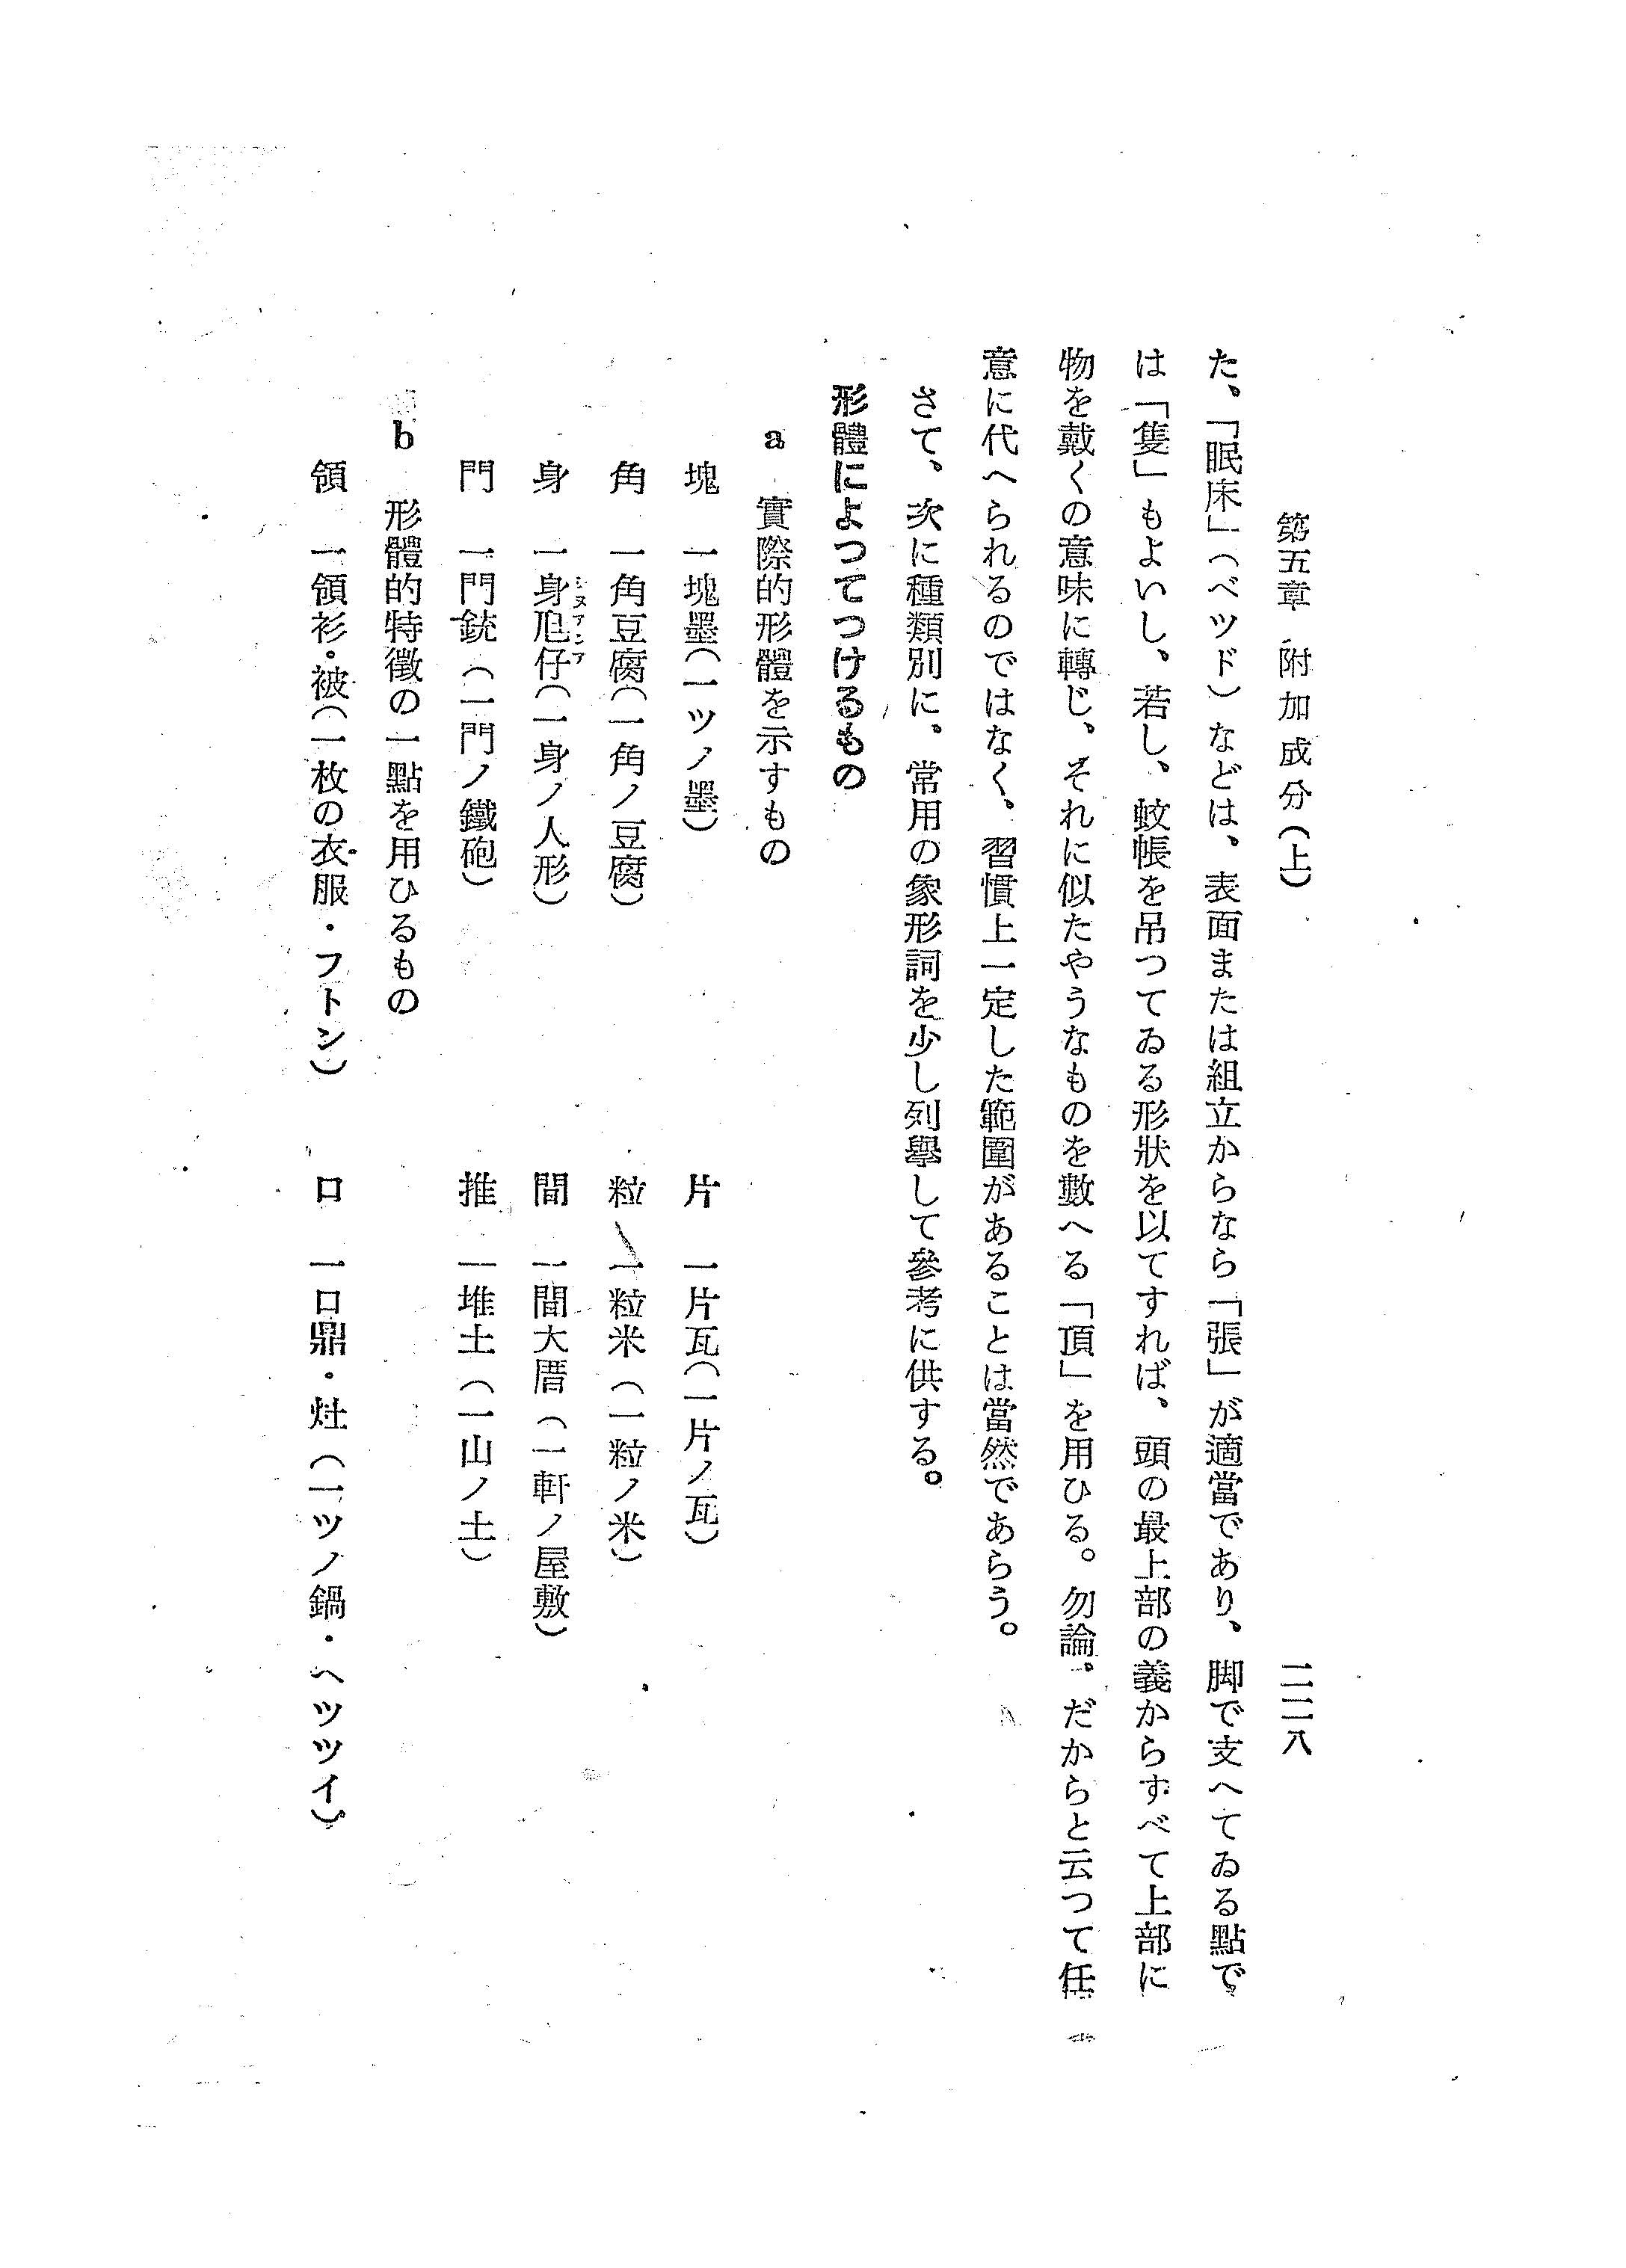 第五章 附加成分(上) 二二八
た、「眠床」(ベツド)などは、表面または組立からなら「張」が適當であり、脚で支へてゐる點で
は「隻」もよいし、若し、蚊帳を吊つてゐる形狀を以てすれば、頭の最上部の義からすべて上部に
物を戴くの意味に轉じ、それに似たやうなものを數へる「頂」を用ひる。勿論、だからと云つて任
意に代へられるのではなく、習慣上一定した範圍があることは當然であらう。
さて、次に種類別に、常用の象形詞を少し列擧して參考に供する。
形體によつてつけるもの
a 實際的形體を示すもの
塊 一塊墨(一ツノ墨) 片 一片瓦(一片ノ瓦)
角 一角豆腐(一角ノ豆腐) 粒 一粒米(一粒ノ米)
身 一身尫仔(一身ノ人形) 間 一間大厝(一軒ノ屋敷)
門 一門銃(一門ノ鐵砲) 推 一堆土(一山ノ土)
b 形體的特徵の一點を用ひるもの
領 一領衫・被(一枚の衣服・フトン) 口 一口鼎・灶(一ツノ鍋・ヘツツイ)